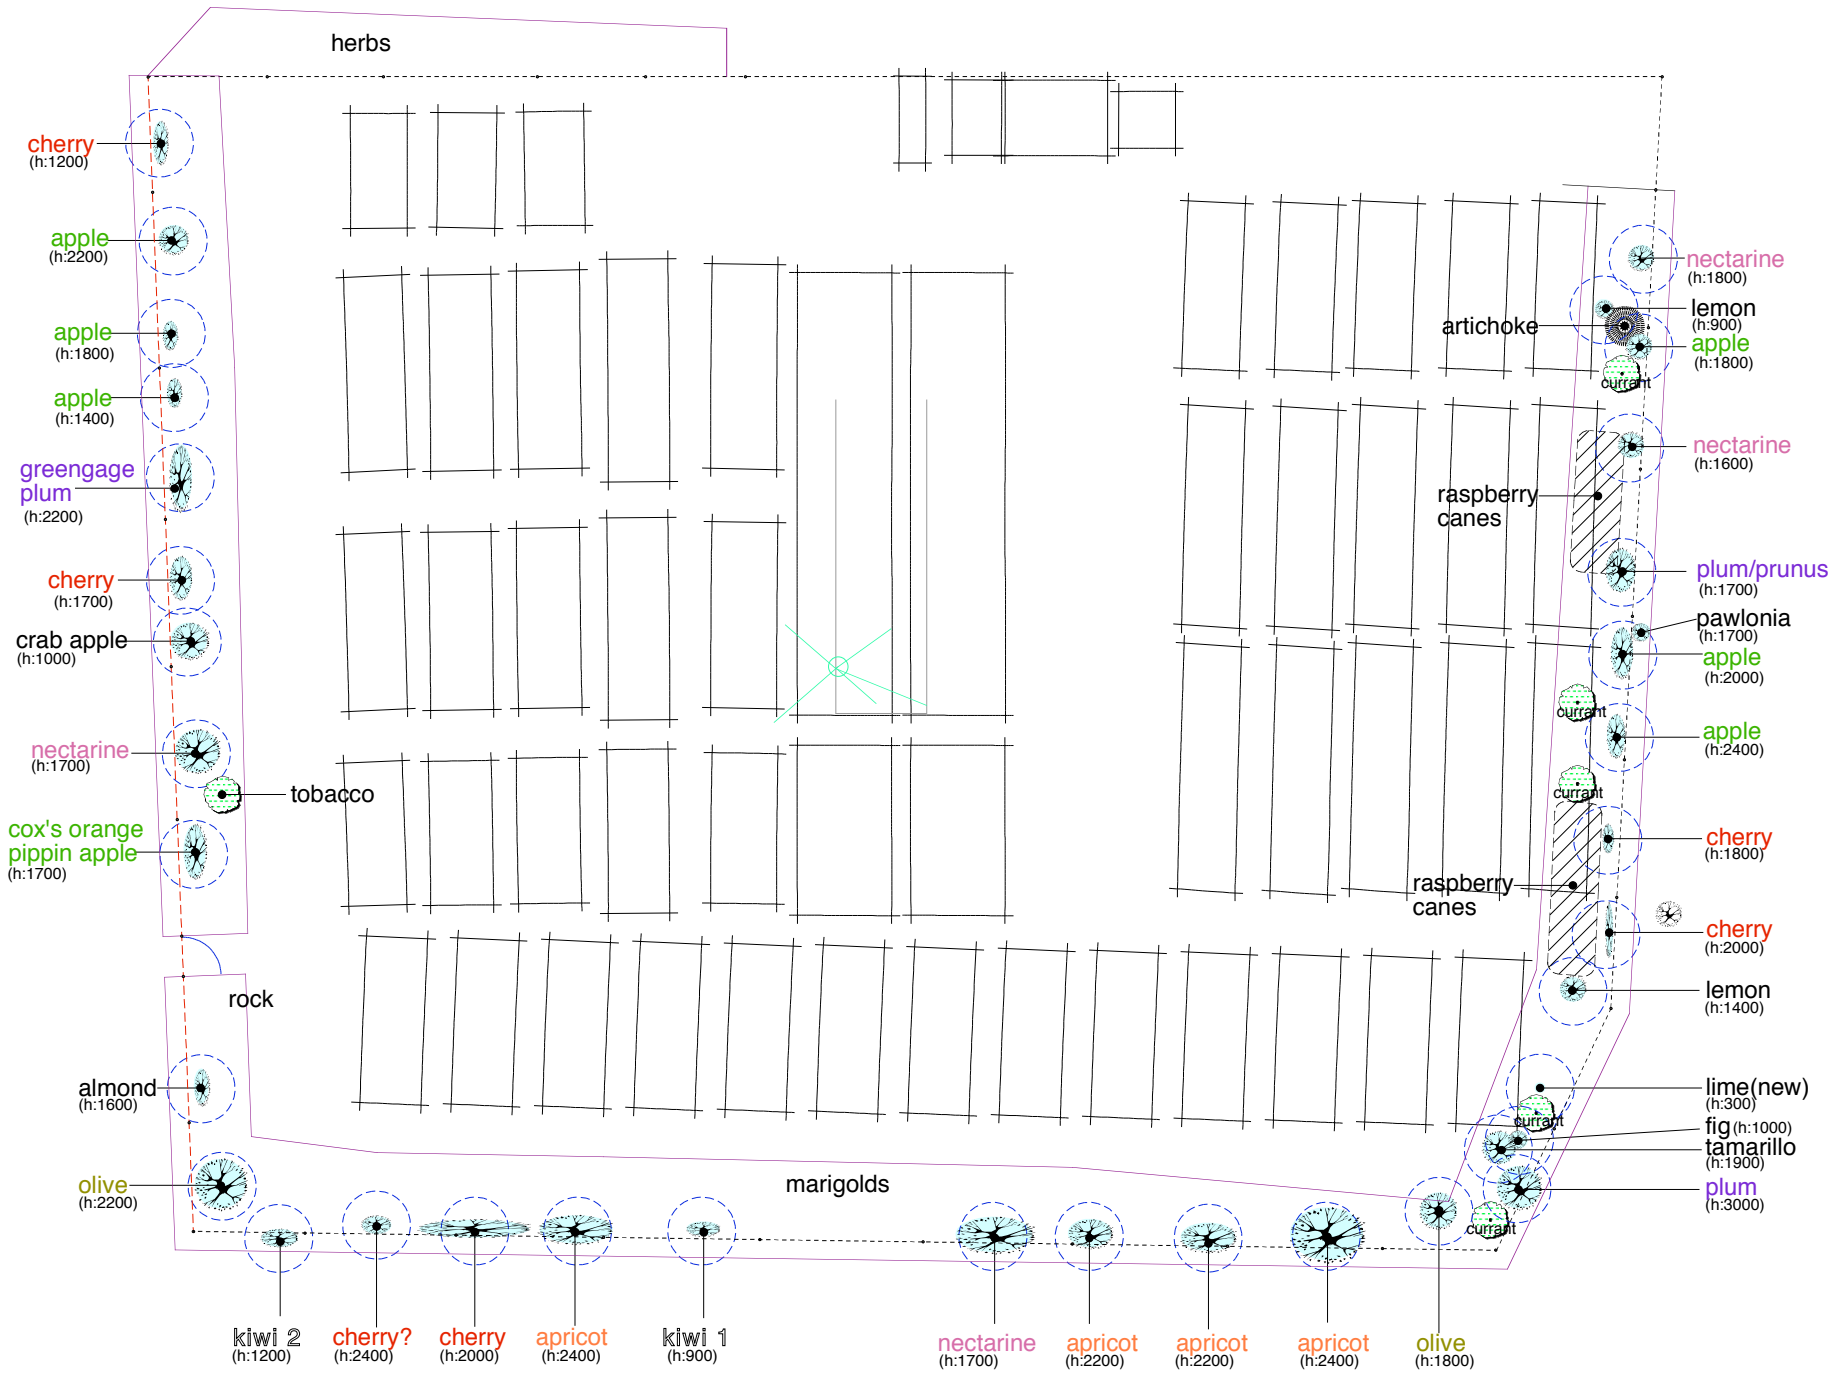 herbs
cherry
(h:1200)
apple
(h:2200)
apple
(h:1800)
apple
(h:1400)
greengage
plum
(h:2200)
cherry
(h:1700)
crab apple
(h:1000)
nectarine
(h:1700)
tobacco
cox's orange
pippin apple
(h:1700)
rock
almond
(h:1600)
olive
(h:2200)
marigolds
kiwi 2
(h:1200)
cherry?
(h:2400)
cherry
(h:2000)
apricot
(h:2400)
kiwi 1
(h:900)
nectarine
(h:1700)
apricot
(h:2200)
apricot
(h:2200)
apricot
(h:2400)
olive
(h:1800)
nectarine
(h:1800)
lemon
(h:900)
artichoke
apple
(h:1800)
currant
nectarine
(h:1600)
raspberry
canes
plum/prunus
(h:1700)
pawlonia
(h:1700)
apple
(h:2000)
currant
apple
(h:2400)
currant
cherry
(h:1800)
raspberry
canes
cherry
(h:2000)
lemon
(h:1400)
lime(new)
(h:300)
currant
fig (h:1000)
tamarillo
(h:1900)
plum
(h:3000)
currant